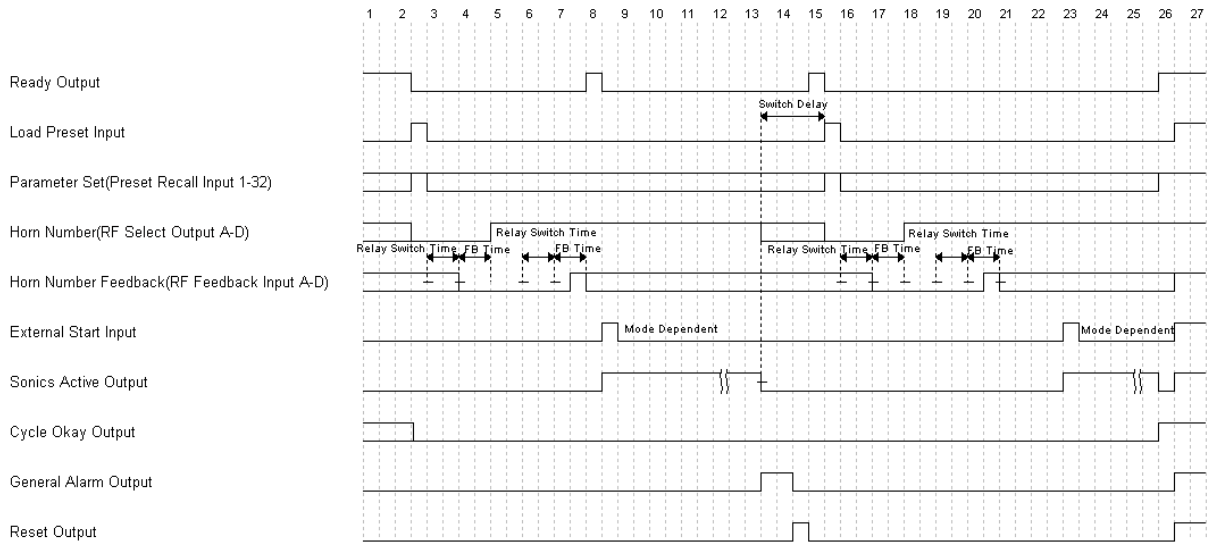 1 2 3 4 5 6 7 8 9 10 11 12 13 14 15 16 17 18 19 20 21 22 23 24 25 26 27
Ready Output
Switch Delay
Load Preset Input
Parameter Set(Preset Recall Input 1-32)
Horn Number(RF Select Output A-D)
Relay Switch Time
Relay Switch Time
Relay Switch Time
FB Time
FB Time
Relay Switch Time
FB Time
FB Time
Horn Number Feedback(RF Feedback Input A-D)
External Start Input
Mode Dependent
Mode Dependent
Sonics Active Output
Cycle Okay Output
General Alarm Output
Reset Output